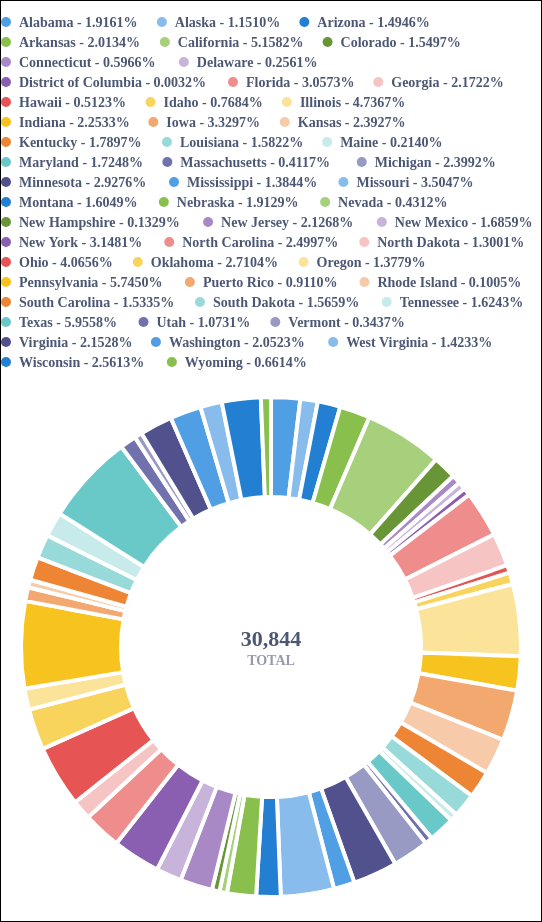 Alabama - 1.9161% Alaska - 1.1510% Arizona - 1.4946%
Arkansas - 2.0134% California - 5.1582% Colorado - 1.5497%
Connecticut - 0.5966% Delaware - 0.2561%
District of Columbia - 0.0032% Florida - 3.0573% Georgia - 2.1722%
Hawaii - 0.5123% Idaho - 0.7684% Illinois - 4.7367%
Indiana - 2.2533% Iowa - 3.3297% Kansas - 2.3927%
Kentucky - 1.7897% Louisiana - 1.5822% Maine - 0.2140%
Maryland - 1.7248% Massachusetts - 0.4117% Michigan - 2.3992%
Minnesota - 2.9276% Mississippi - 1.3844% Missouri - 3.5047%
Montana - 1.6049% Nebraska - 1.9129% Nevada - 0.4312%
New Hampshire - 0.1329% New Jersey - 2.1268% New Mexico - 1.6859%
New York - 3.1481% North Carolina - 2.4997% North Dakota - 1.3001%
Ohio - 4.0656% Oklahoma - 2.7104% Oregon - 1.3779%
Pennsylvania - 5.7450% Puerto Rico - 0.9110% Rhode Island - 0.1005%
South Carolina - 1.5335% South Dakota - 1.5659% Tennessee - 1.6243%
Texas - 5.9558% Utah - 1.0731% Vermont - 0.3437%
Virginia - 2.1528% Washington - 2.0523% West Virginia - 1.4233%
Wisconsin - 2.5613% Wyoming - 0.6614%
30,844
TOTAL